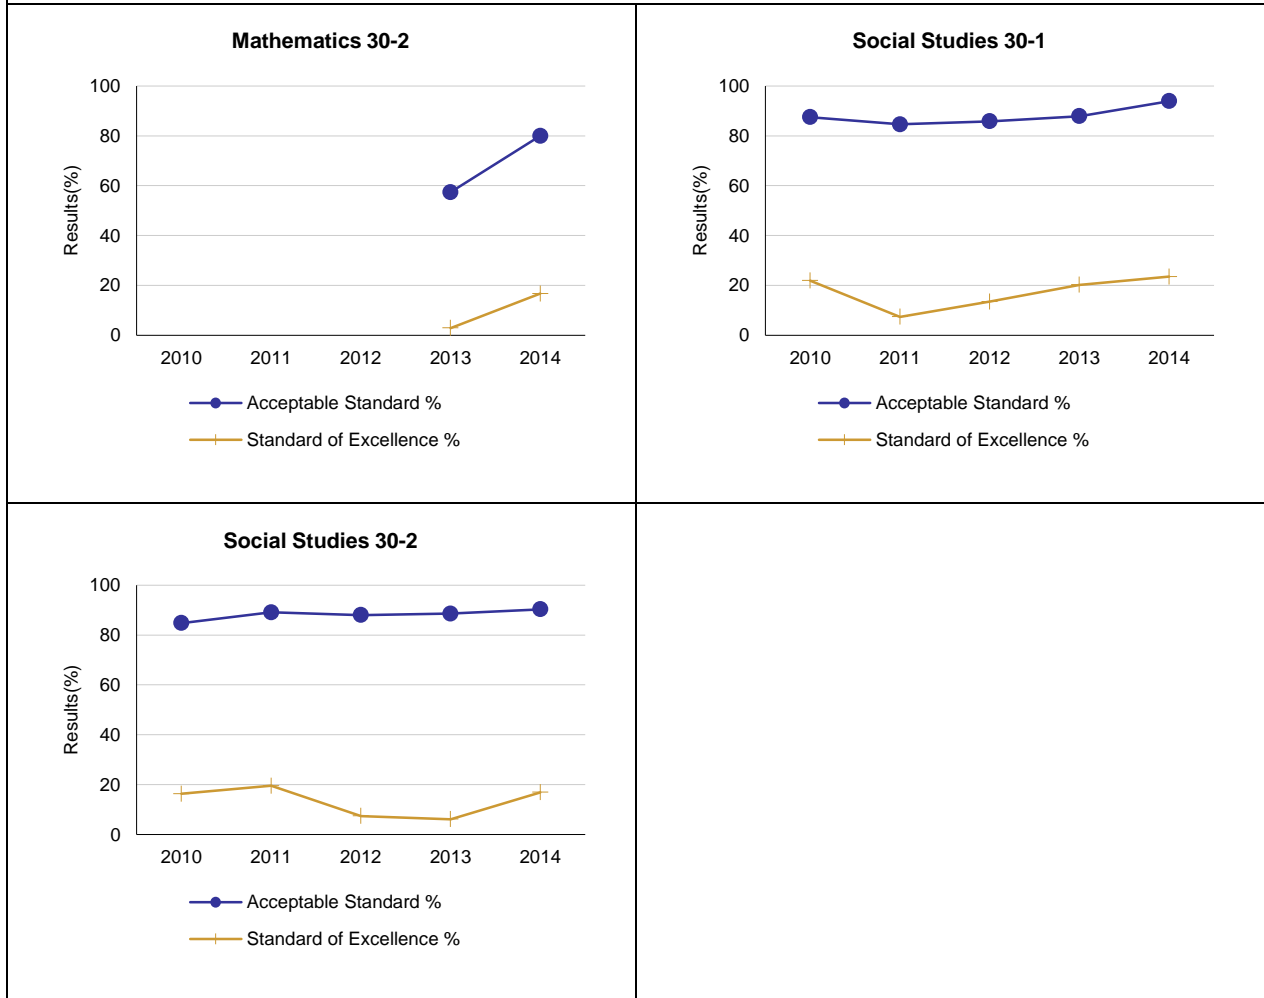 Mathematics 30-2
100
80
60
40
20
0
Results(%)
2010 2011 2012 2013 2014
Acceptable Standard %
Standard of Excellence %
Social Studies 30-1
100
80
60
40
20
0
Results(%)
2010 2011 2012 2013 2014
Acceptable Standard %
Standard of Excellence %
Social Studies 30-2
100
80
60
40
20
0
Results(%)
2010 2011 2012 2013 2014
Acceptable Standard %
Standard of Excellence %